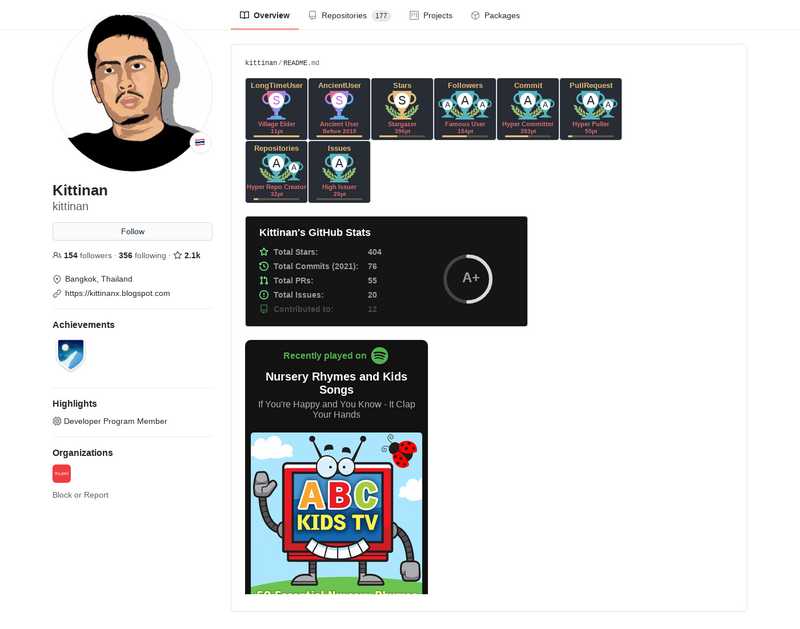 Overview
Repositories 177
Projects
Packages
Kittinan
kittinan
Follow
154 followers · 356 following · 2.1k
Bangkok, Thailand
https://kittinanx.blogspot.com
Achievements
Highlights
Developer Program Member
Organizations
Block or Report
kittinan/README.md
LongTimeUser
S
Village Elder
11pt
AncientUser
S
Ancient User
Before 2010
Stars
S
Stargazer
396pt
Followers
A A A
Famous User
154pt
Commit
A A
Hyper Committer
PullRequest
A A
Hyper Puller
55pt
Repositories
A A
Hyper Repo Creator
32pt
Issues
A
High Issuer
20pt
Kittinan's GitHub Stats
Total Stars: 404
Total Commits (2021): 76
Total PRs: 55
Total Issues: 20
Contributed to: 12
A+
Recently played on
Nursery Rhymes and Kids
Songs
If You're Happy and You Know - It Clap
Your Hands
ABC
KIDS TV
50 Essential Nursery Rhymes